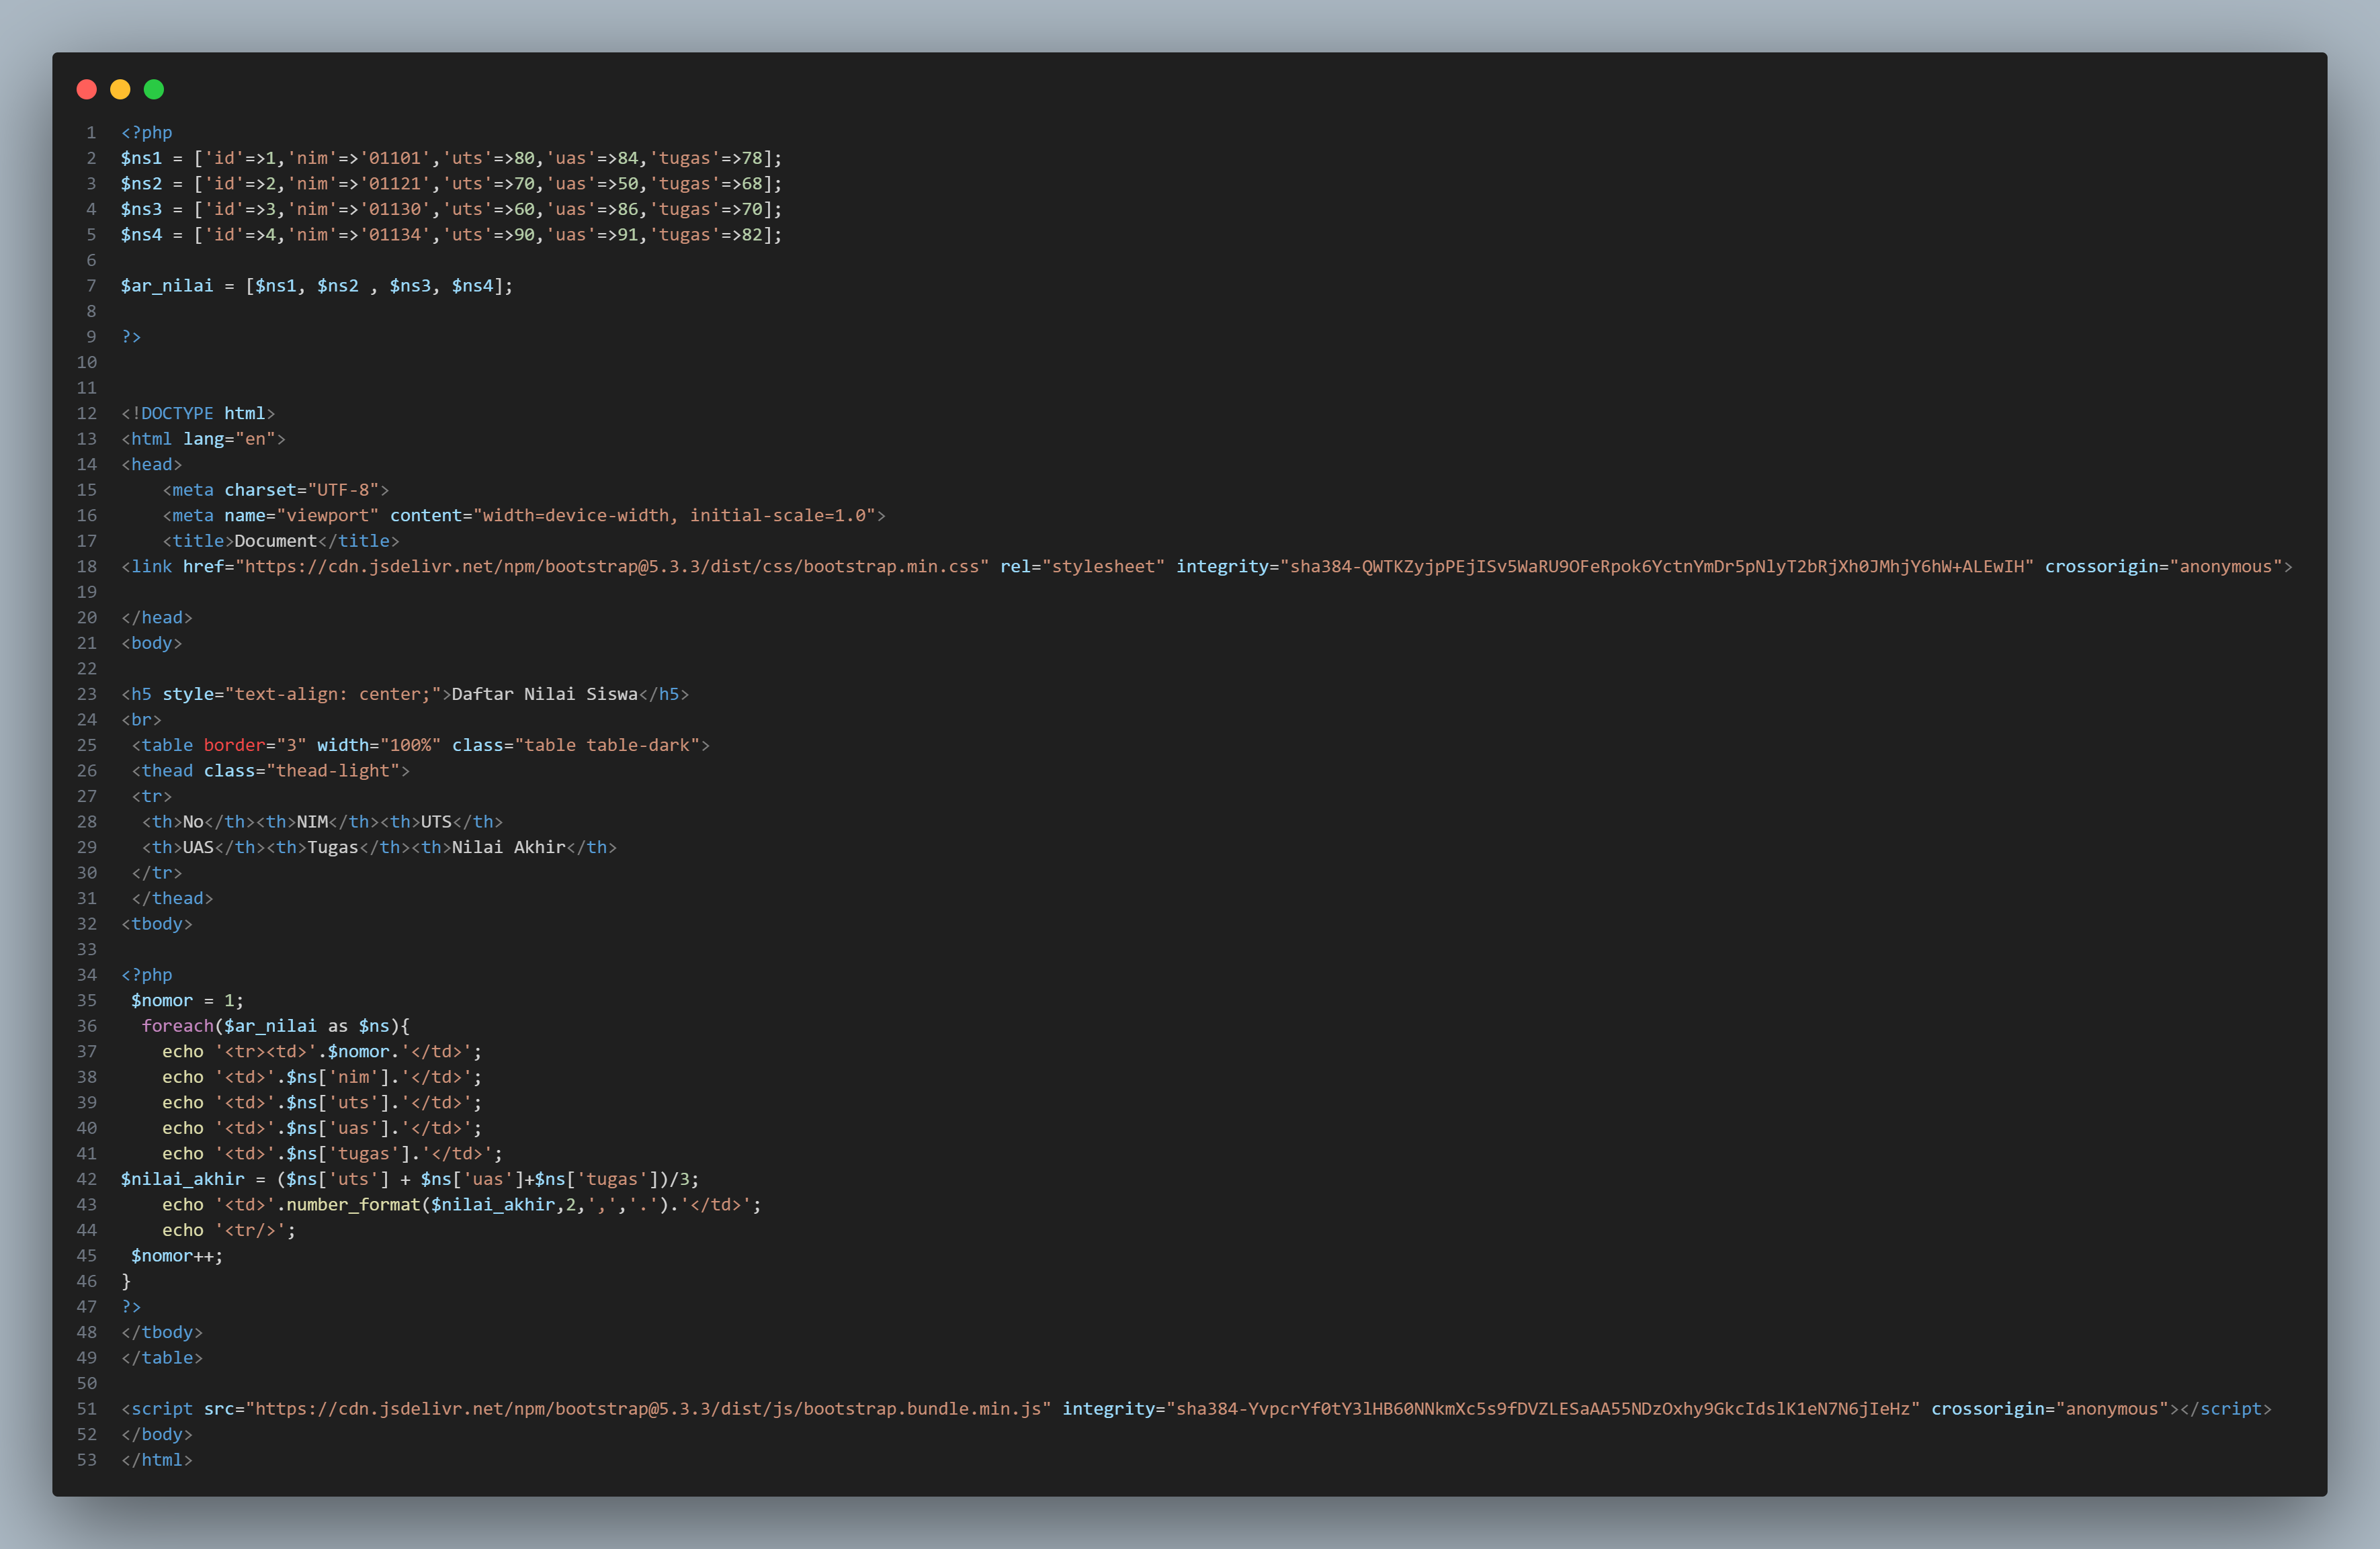 1 <?php
2 $ns1 = ['id'=>1,'nim'=>'01101','uts'=>80,'uas'=>84,'tugas'=>78];
3 $ns2 = ['id'=>2,'nim'=>'01121','uts'=>70,'uas'=>50,'tugas'=>68];
4 $ns3 = ['id'=>3,'nim'=>'01130','uts'=>60,'uas'=>86,'tugas'=>70];
5 $ns4 = ['id'=>4,'nim'=>'01134','uts'=>90,'uas'=>91,'tugas'=>82];
6
7 $ar_nilai = [$ns1, $ns2 , $ns3, $ns4];
8
9 ?>
10
11
12 <!DOCTYPE html>
13 <html lang="en">
14 <head>
15     <meta charset="UTF-8">
16     <meta name="viewport" content="width=device-width, initial-scale=1.0">
17     <title>Document</title>
18 <link href="https://cdn.jsdelivr.net/npm/bootstrap@5.3.3/dist/css/bootstrap.min.css" rel="stylesheet" integrity="sha384-QWTKZyjpPEjISv5WaRU9OFeRpok6YctnYmDr5pNlyT2bRjXh0JMhjY6hW+ALEwIH" crossorigin="anonymous">
19
20 </head>
21 <body>
22
23 <h5 style="text-align: center;">Daftar Nilai Siswa</h5>
24 <br>
25  <table border="3" width="100%" class="table table-dark">
26  <thead class="thead-light">
27  <tr>
28   <th>No</th><th>NIM</th><th>UTS</th>
29   <th>UAS</th><th>Tugas</th><th>Nilai Akhir</th>
30  </tr>
31  </thead>
32 <tbody>
33
34 <?php
35  $nomor = 1;
36   foreach($ar_nilai as $ns){
37     echo '<tr><td>'.$nomor.'</td>';
38     echo '<td>'.$ns['nim'].'</td>';
39     echo '<td>'.$ns['uts'].'</td>';
40     echo '<td>'.$ns['uas'].'</td>';
41     echo '<td>'.$ns['tugas'].'</td>';
42 $nilai_akhir = ($ns['uts'] + $ns['uas']+$ns['tugas'])/3;
43     echo '<td>'.number_format($nilai_akhir,2,',','.').'</td>';
44     echo '<tr/>';
45  $nomor++;
46 }
47 ?>
48 </tbody>
49 </table>
50
51 <script src="https://cdn.jsdelivr.net/npm/bootstrap@5.3.3/dist/js/bootstrap.bundle.min.js" integrity="sha384-YvpcrYf0tY3lHB60NNkmXc5s9fDVZLESaAA55NDzOxhy9GkcIdslK1eN7N6jIeHz" crossorigin="anonymous"></script>
52 </body>
53 </html>